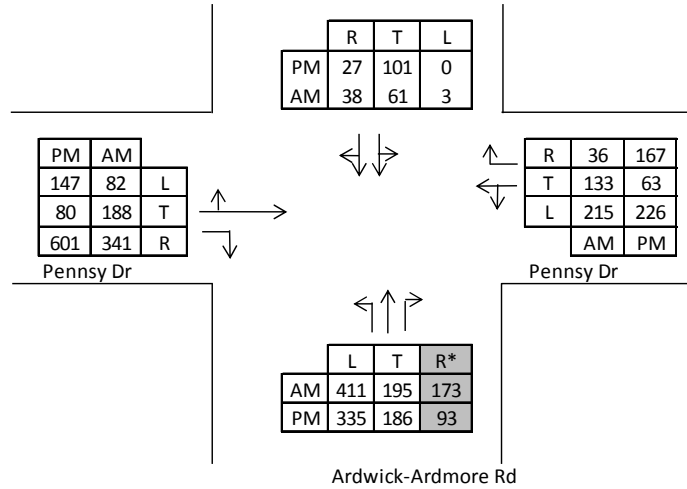 R T L
PM 27 101 0
AM 38 61 3
PM AM
147 82 L
80 188 T
601 341 R
Pennsy Dr
R 36 167
T 133 63
L 215 226
AM PM
Pennsy Dr
L T R*
AM 411 195 173
PM 335 186 93
Ardwick-Ardmore Rd